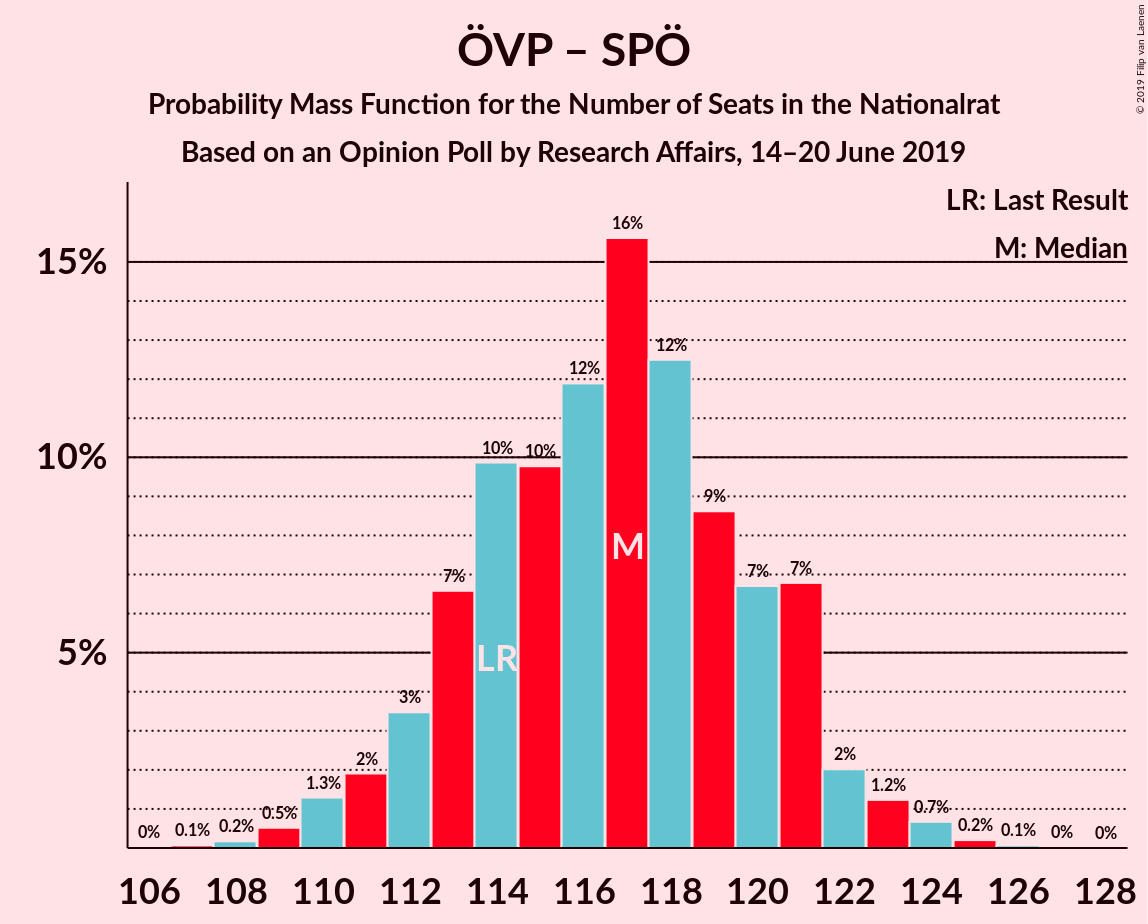 ÖVP – SPÖ
Probability Mass Function for the Number of Seats in the Nationalrat
Based on an Opinion Poll by Research Affairs, 14–20 June 2019
© 2019 Filip van Laenen
LR: Last Result
M: Median
15%
10%
5%
0%
0.1%
0.2%
0.5%
1.3%
2%
3%
7%
10%
10%
12%
16%
12%
9%
7%
7%
2%
1.2%
0.7%
0.2%
0.1%
0%
0%
LR
M
106 108 110 112 114 116 118 120 122 124 126 128